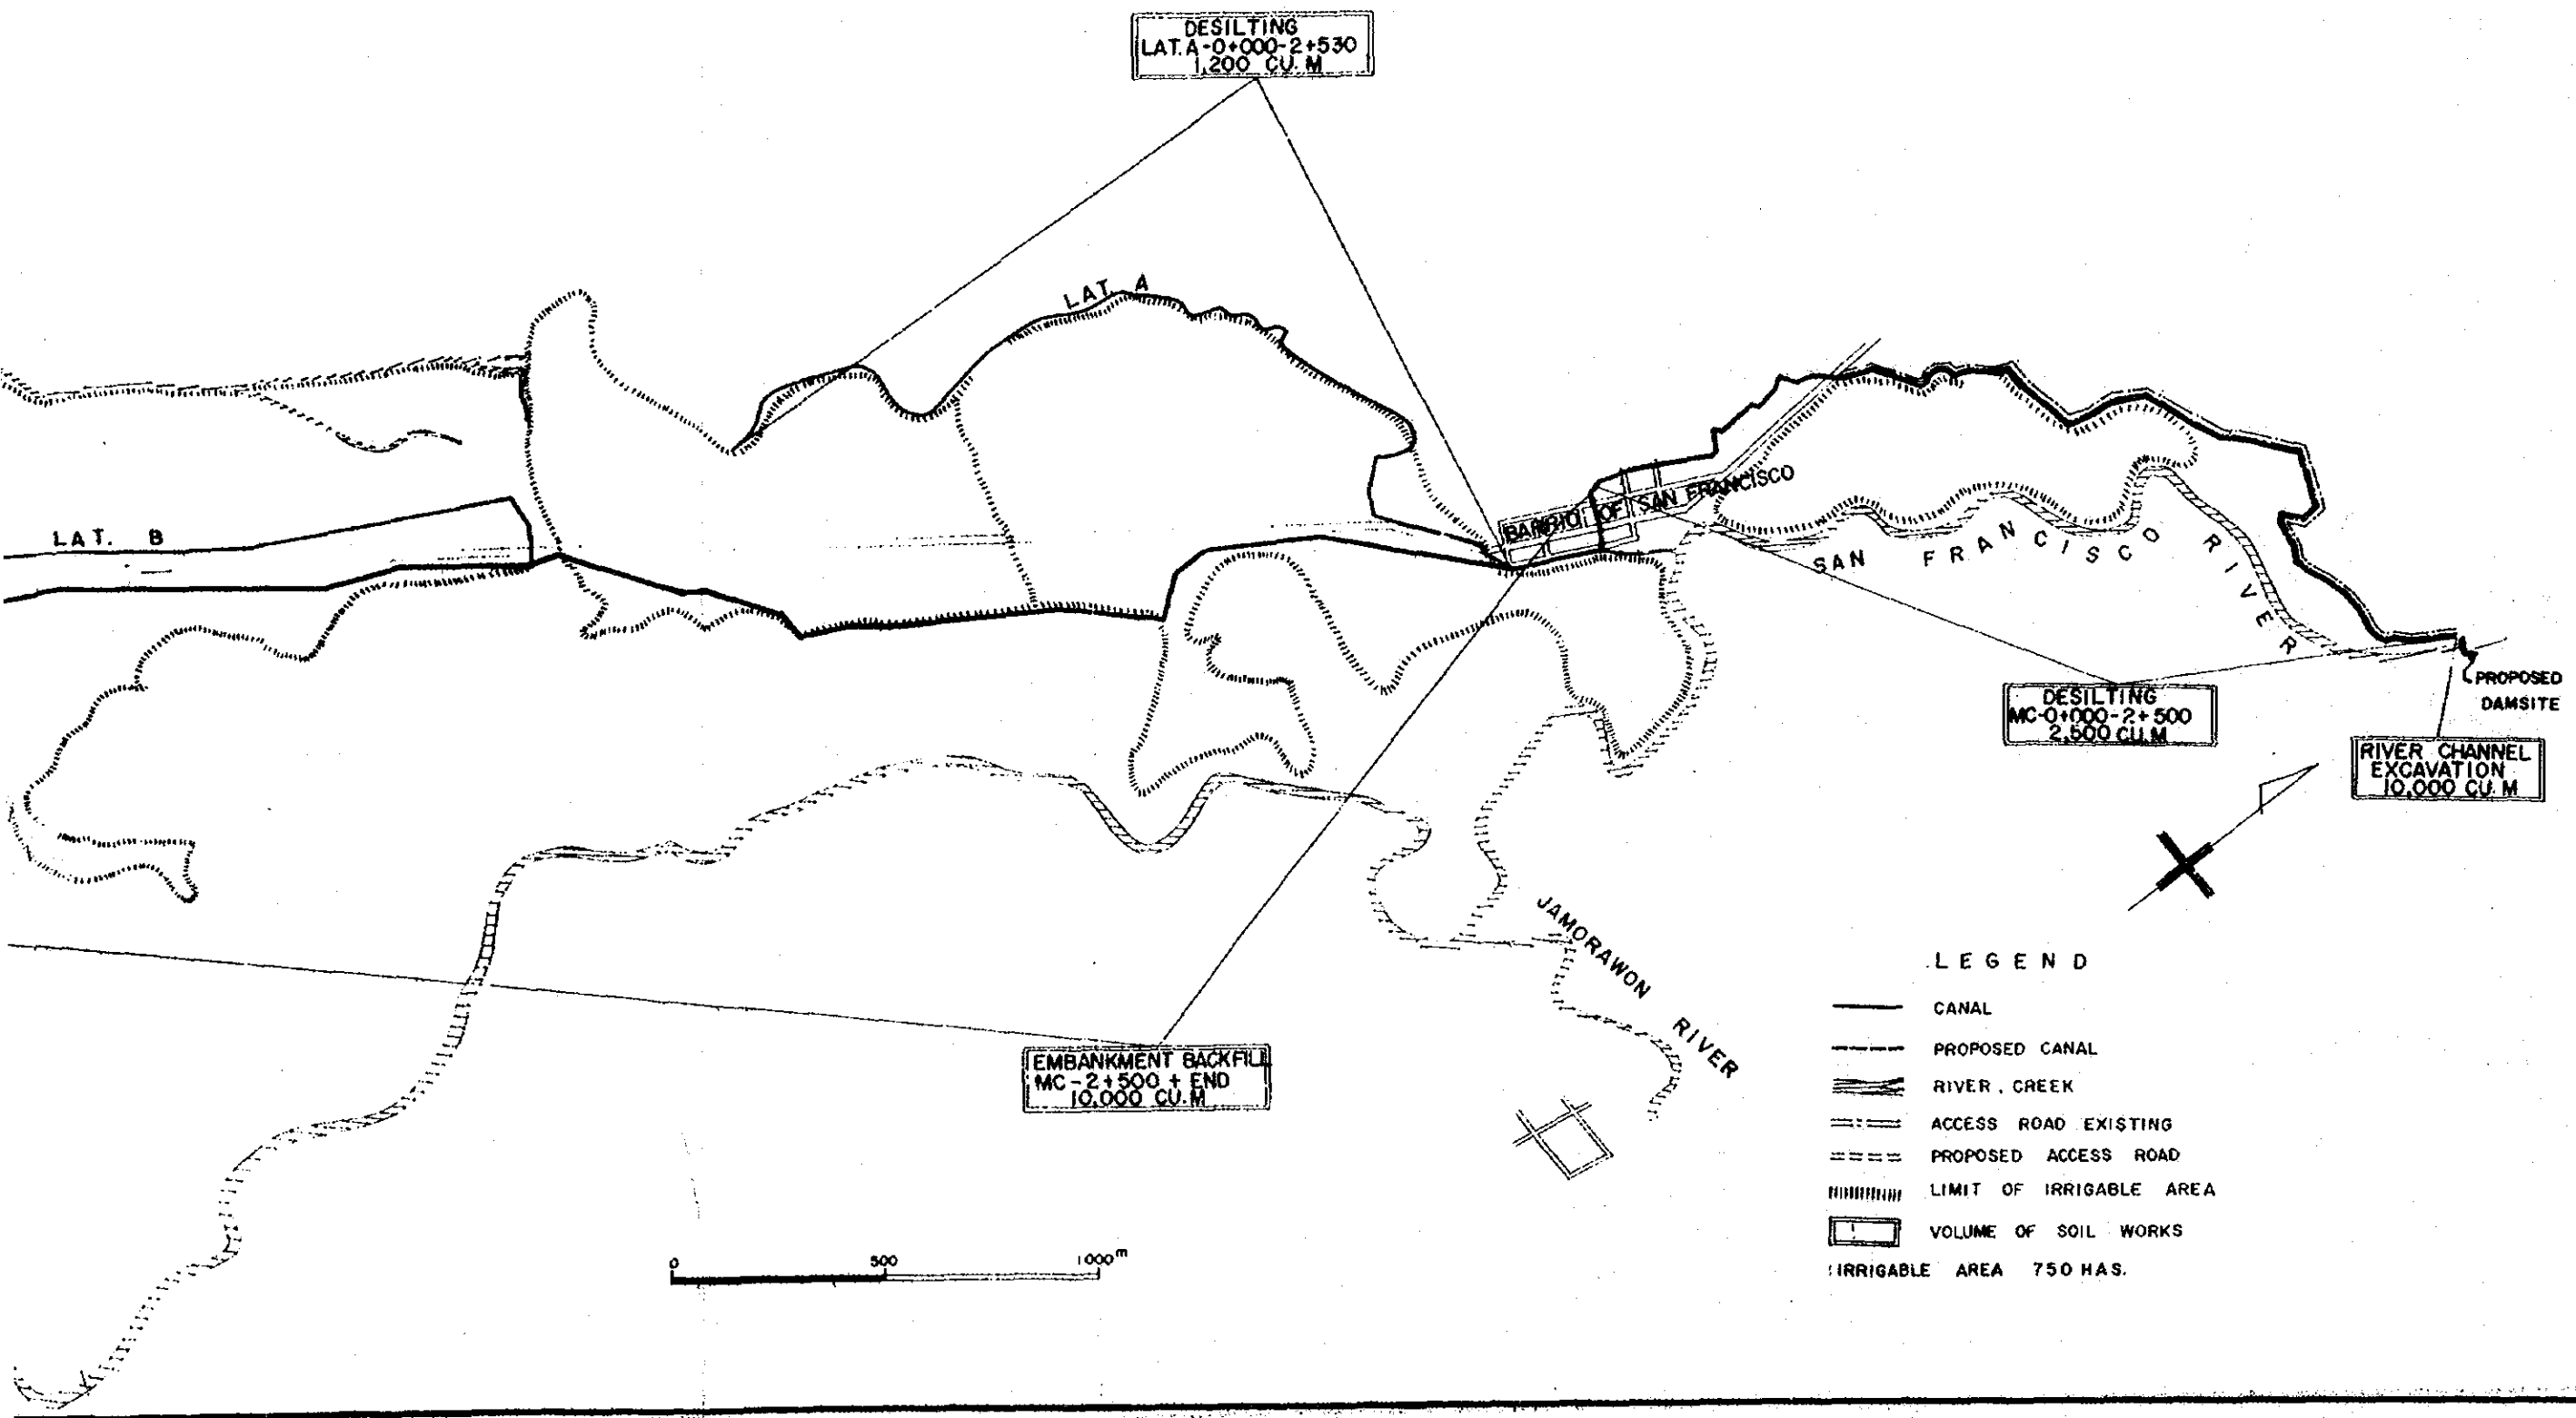 DESILTING
LAT. A-0+000-2+530
1,200 CU. M
LAT. A
LAT. B
BARRIO OF SAN FRANCISCO
SAN FRANCISCO RIVER
PROPOSED
DAMSITE
DESILTING
MC-0+000-2+500
2,500 CU.M
RIVER CHANNEL
EXCAVATION
10,000 CU. M
JAMORAWON RIVER
EMBANKMENT BACKFILL
MC-2+500 + END
10,000 CU. M
0 500 1000m
LEGEND
CANAL
PROPOSED CANAL
RIVER, CREEK
ACCESS ROAD EXISTING
PROPOSED ACCESS ROAD
LIMIT OF IRRIGABLE AREA
VOLUME OF SOIL WORKS
IRRIGABLE AREA 750 HAS.